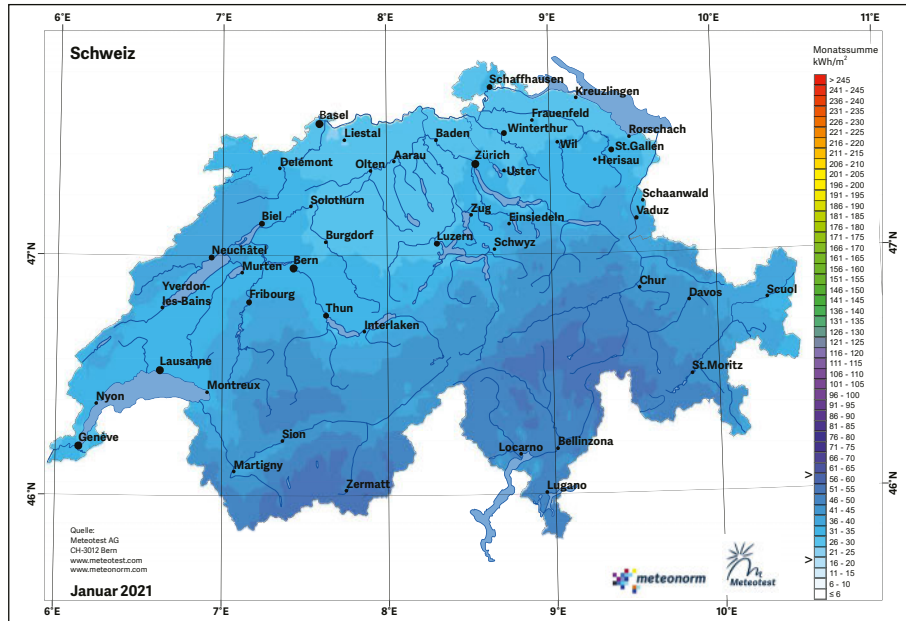 6°E 7°E 8°E 9°E 10°E 11°E
Schweiz
Monatssumme
kWh/m²
> 245
241 - 245
236 - 240
231 - 235
226 - 230
221 - 225
216 - 220
211 - 215
206 - 210
201 - 205
196 - 200
191 - 195
186 - 190
181 - 185
176 - 180
171 - 175
166 - 170
161 - 165
156 - 160
151 - 155
146 - 150
141 - 145
136 - 140
131 - 135
126 - 130
121 - 125
116 - 120
111 - 115
106 - 110
101 - 105
96 - 100
91 - 95
86 - 90
81 - 85
76 - 80
71 - 75
66 - 70
61 - 65
> 56 - 60
51 - 55
46 - 50
41 - 45
36 - 40
31 - 35
26 - 30
21 - 25
> 16 - 20
11 - 15
6 - 10
≤ 6
Schaffhausen
Kreuzlingen
Basel
Frauenfeld
Liestal
Baden
Winterthur
Rorschach
Wil
St.Gallen
Delémont
Olten
Aarau
Zürich
Herisau
Uster
Solothurn
Schaanwald
Biel
Zug
Einsiedeln
Vaduz
Burgdorf
Luzern
Schwyz
47°N
47°N
Neuchâtel
Murten
Bern
Yverdon-
les-Bains
Fribourg
Chur
Davos
Scuol
Thun
Interlaken
Lausanne
St.Moritz
Nyon
Montreux
Genève
Sion
Locarno
Bellinzona
Martigny
Zermatt
Lugano
46°N
46°N
Quelle:
Meteotest AG
CH-3012 Bern
www.meteotest.com
www.meteonorm.com
meteonorm
Meteotest
Januar 2021
6°E 7°E 8°E 9°E 10°E